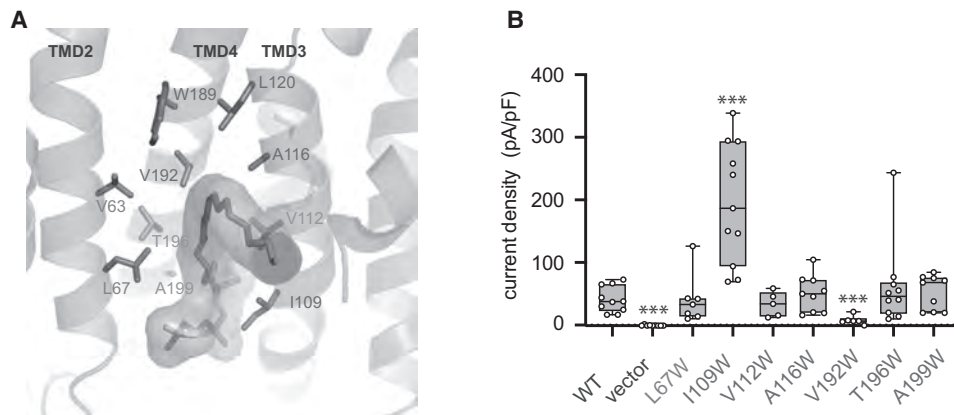 A
TMD2
TMD4
TMD3
W189
L120
A116
V192
V63
V112
T196
L67
A199
I109
B
current density (pA/pF)
400
300
200
100
0
***
***
***
WT
vector
L67W
I109W
V112W
A116W
V192W
T196W
A199W